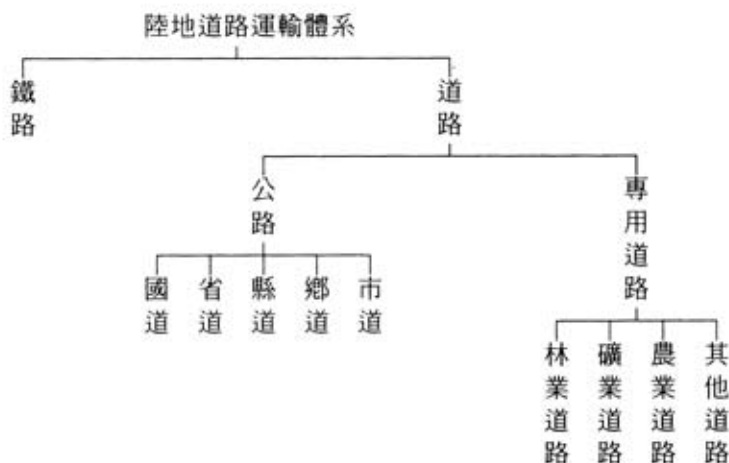 陸地道路運輸體系
鐵路
道路
公路
專用道路
國道
省道
縣道
鄉道
市道
林業道路
礦業道路
農業道路
其他道路